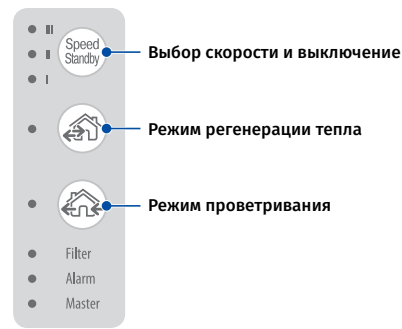 III
Speed
Standby
Выбор скорости и выключение
II
I
Режим регенерации тепла
Режим проветривания
Filter
Alarm
Master